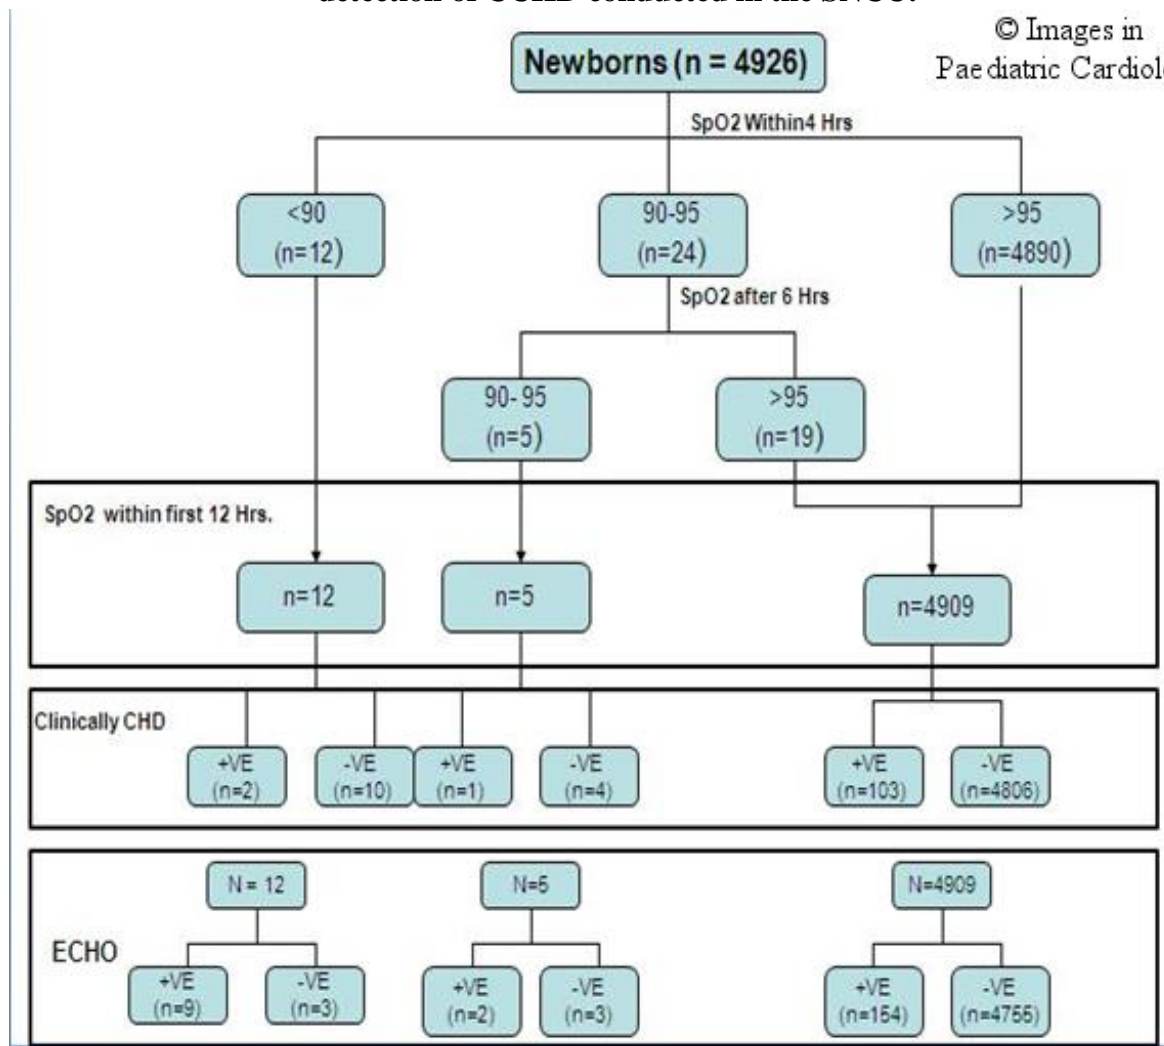 © Images in
Newborns (n = 4926)
SpO2 Within4 Hrs
<90
(n=12)
90-95
(n=24)
>95
(n=4890)
SpO2 after 6 Hrs
90- 95
(n=5)
>95
(n=19)
SpO2 within first 12 Hrs.
n=12
n=5
n=4909
Clinically CHD
+VE
(n=2)
-VE
(n=10)
+VE
(n=1)
-VE
(n=4)
+VE
(n=103)
-VE
(n=4806)
ECHO
N = 12
+VE
(n=9)
-VE
(n=3)
N=5
+VE
(n=2)
-VE
(n=3)
N=4909
+VE
(n=154)
-VE
(n=4755)